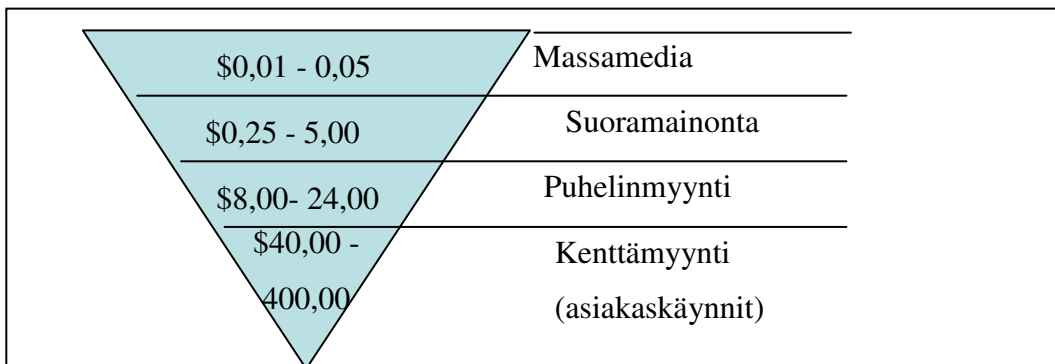 $0,01 - 0,05 Massamedia
$0,25 - 5,00 Suoramainonta
$8,00- 24,00 Puhelinmyynti
$40,00 - Kenttämyynti
400,00 (asiakaskäynnit)